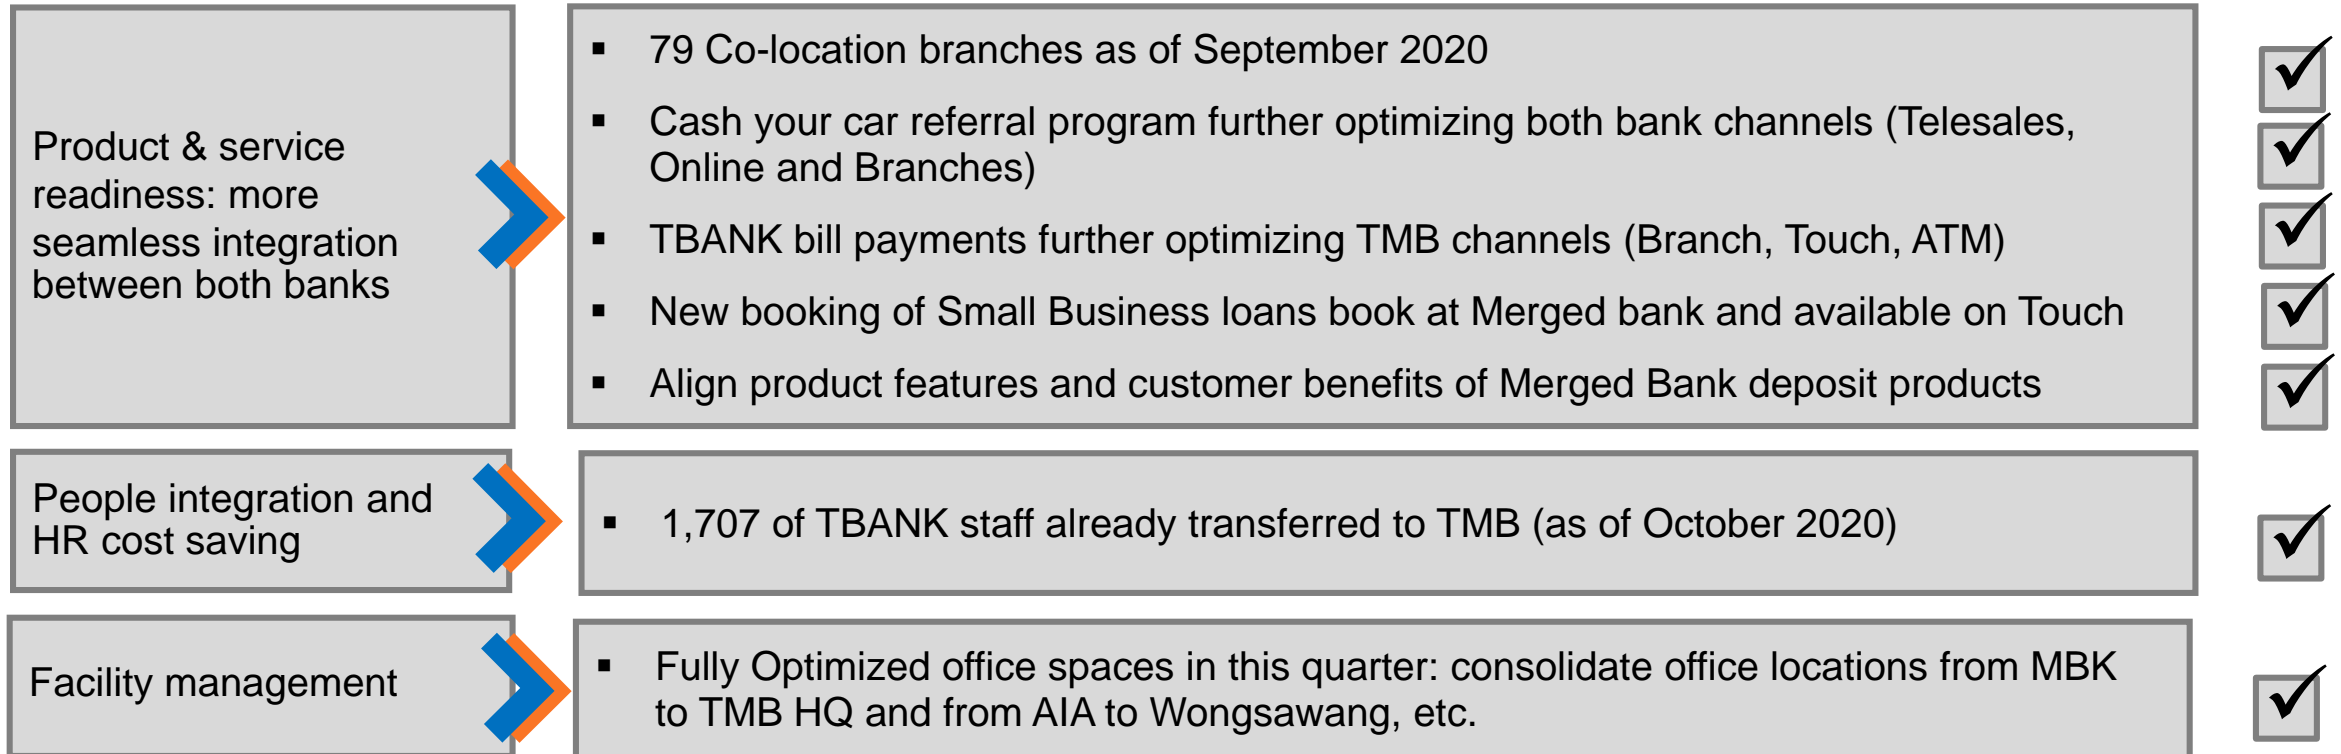 Product & service
readiness: more
seamless integration
between both banks
▪ 79 Co-location branches as of September 2020
▪ Cash your car referral program further optimizing both bank channels (Telesales,
Online and Branches)
▪ TBANK bill payments further optimizing TMB channels (Branch, Touch, ATM)
▪ New booking of Small Business loans book at Merged bank and available on Touch
▪ Align product features and customer benefits of Merged Bank deposit products
People integration and
HR cost saving
▪ 1,707 of TBANK staff already transferred to TMB (as of October 2020)
Facility management
▪ Fully Optimized office spaces in this quarter: consolidate office locations from MBK
to TMB HQ and from AIA to Wongsawang, etc.